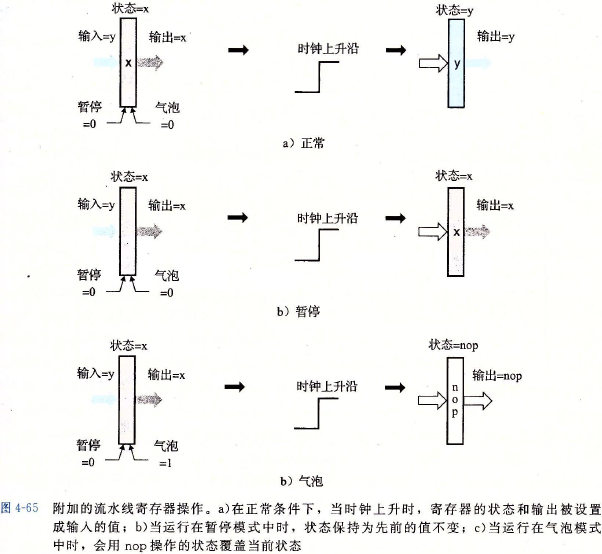 状态=x
状态=y
输入=y
输出=x
时钟上升沿
输出=y
x
y
暂停
=0
气泡
=0
a）正常
状态=x
状态=x
输入=y
输出=x
时钟上升沿
输出=x
x
暂停
=0
气泡
=0
b）暂停
状态=x
状态=nop
输入=y
输出=x
时钟上升沿
输出=nop
n
o
p
暂停
=0
气泡
=1
b）气泡
图 4-65 附加的流水线寄存器操作。a)在正常条件下，当时钟上升时，寄存器的状态和输出被设置
成输入的值；b)当运行在暂停模式中时，状态保持为先前的值不变；c)当运行在气泡模式
中时，会用 nop 操作的状态覆盖当前状态